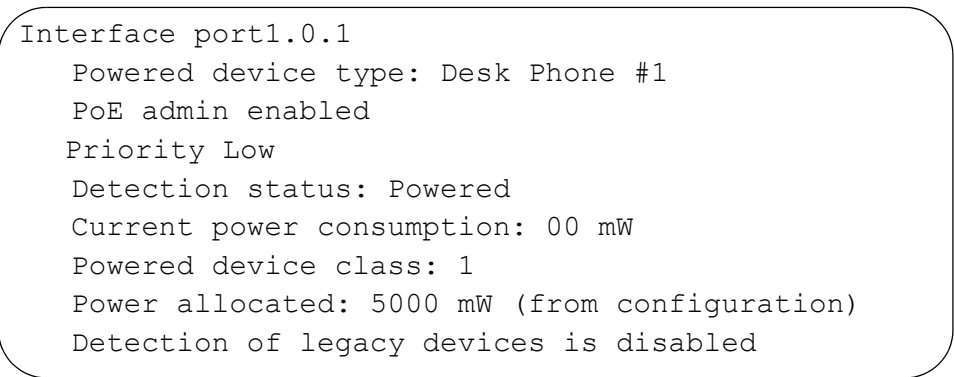 Interface port1.0.1
Powered device type: Desk Phone #1
PoE admin enabled
Priority Low
Detection status: Powered
Current power consumption: 00 mW
Powered device class: 1
Power allocated: 5000 mW (from configuration)
Detection of legacy devices is disabled